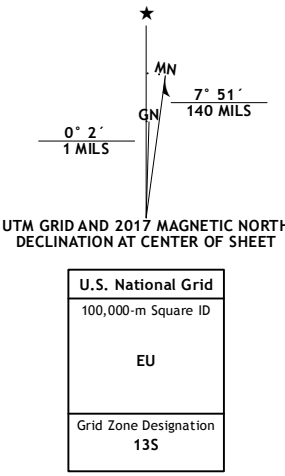 ★
MN
7° 51´
140 MILS
GN
0° 2´
1 MILS
UTM GRID AND 2017 MAGNETIC NORTH
DECLINATION AT CENTER OF SHEET
U.S. National Grid
100,000-m Square ID
EU
Grid Zone Designation
13S